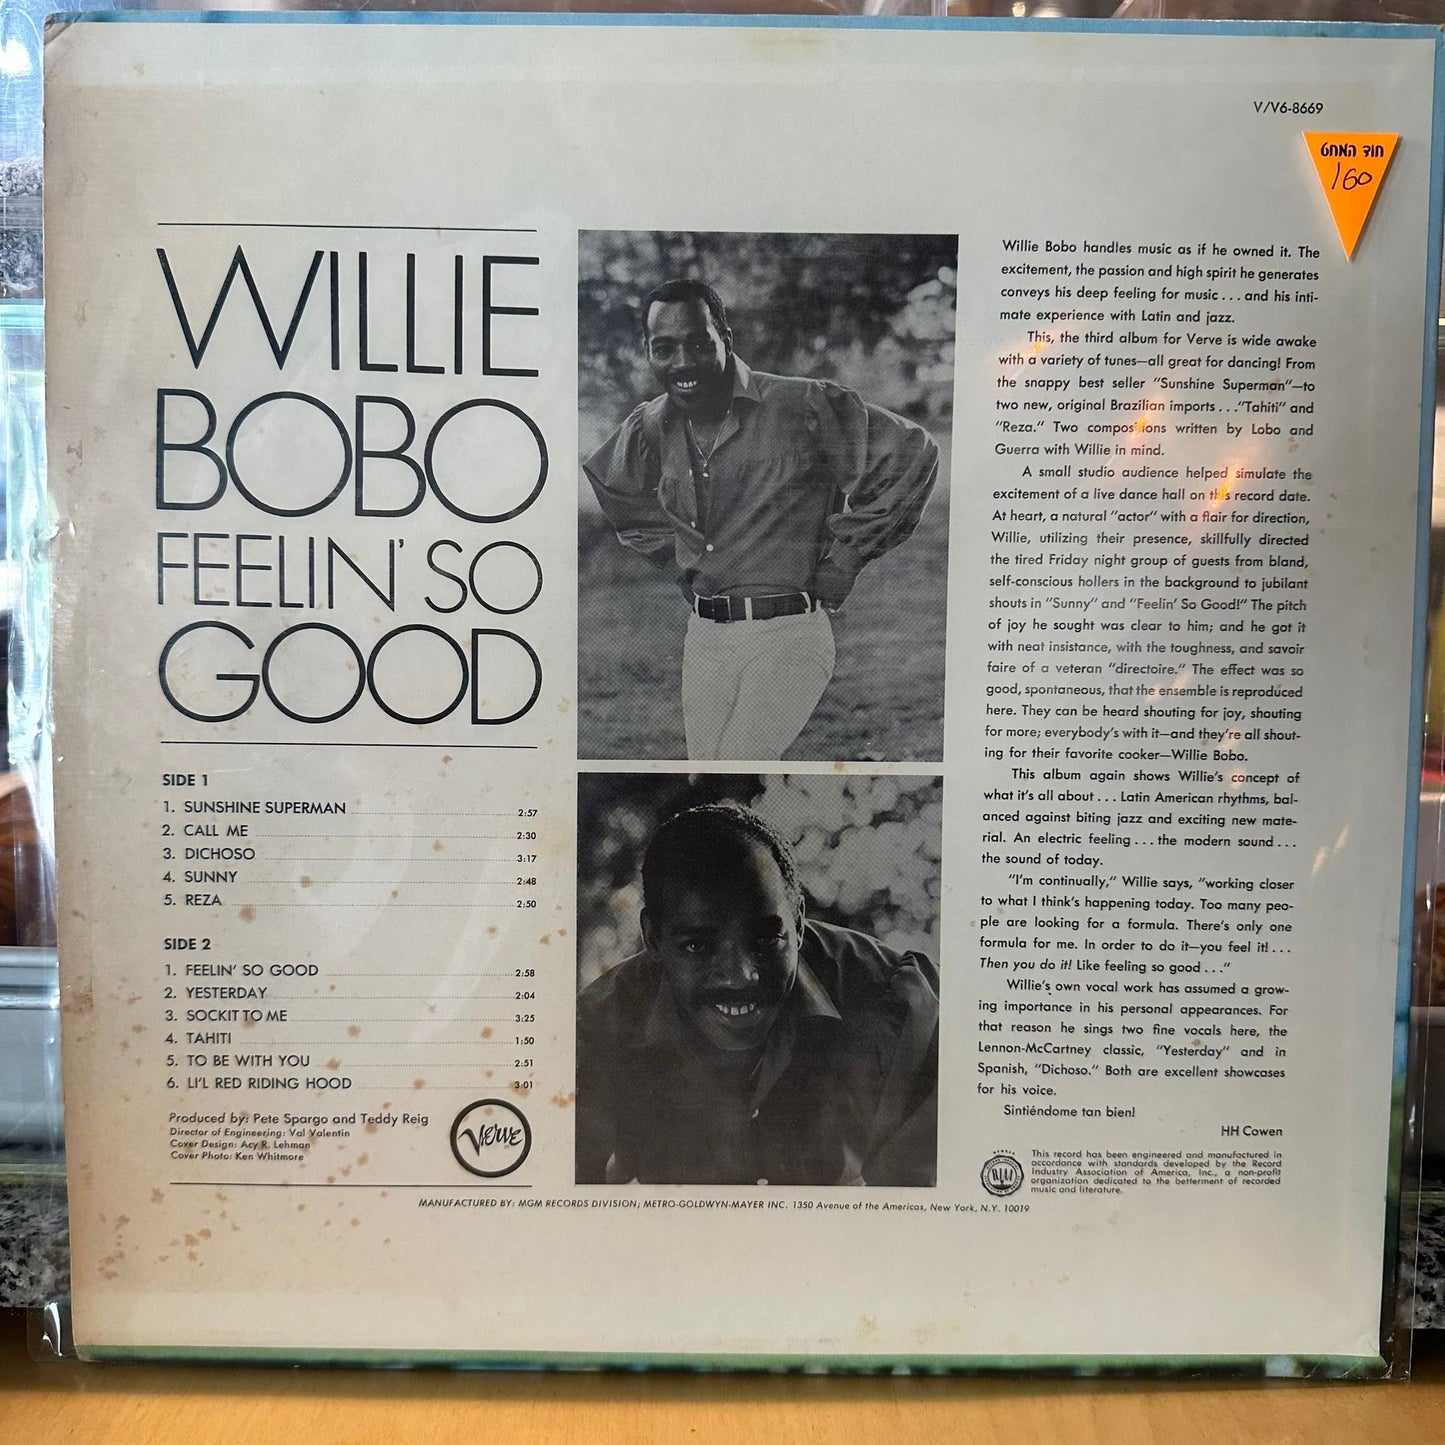 V/V6-8669
חוד המחט
160
WILLIE
BOBO
FEELIN' SO
GOOD
SIDE 1
1. SUNSHINE SUPERMAN 2:57
2. CALL ME 2:30
3. DICHOSO 3:17
4. SUNNY 2:48
5. REZA 2:50
SIDE 2
1. FEELIN' SO GOOD 2:58
2. YESTERDAY 2:04
3. SOCKIT TO ME 3:25
4. TAHITI 1:50
5. TO BE WITH YOU 2:51
6. LI'L RED RIDING HOOD 3:01
Produced by: Pete Spargo and Teddy Reig
Director of Engineering: Val Valentin
Cover Design: Acy R. Lehman
Cover Photo: Ken Whitmore
Verve
Willie Bobo handles music as if he owned it. The
excitement, the passion and high spirit he generates
conveys his deep feeling for music . . . and his inti-
mate experience with Latin and jazz.
This, the third album for Verve is wide awake
with a variety of tunes—all great for dancing! From
the snappy best seller "Sunshine Superman"—to
two new, original Brazilian imports . . ."Tahiti" and
"Reza." Two compositions written by Lobo and
Guerra with Willie in mind.
A small studio audience helped simulate the
excitement of a live dance hall on this record date.
At heart, a natural "actor" with a flair for direction,
Willie, utilizing their presence, skillfully directed
the tired Friday night group of guests from bland,
self-conscious hollers in the background to jubilant
shouts in "Sunny" and "Feelin' So Good!" The pitch
of joy he sought was clear to him; and he got it
with neat insistance, with the toughness, and savoir
faire of a veteran "directoire." The effect was so
good, spontaneous, that the ensemble is reproduced
here. They can be heard shouting for joy, shouting
for more; everybody's with it—and they're all shout-
ing for their favorite cooker—Willie Bobo.
This album again shows Willie's concept of
what it's all about . . . Latin American rhythms, bal-
anced against biting jazz and exciting new mate-
rial. An electric feeling . . . the modern sound . . .
the sound of today.
"I'm continually," Willie says, "working closer
to what I think's happening today. Too many peo-
ple are looking for a formula. There's only one
formula for me. In order to do it—you feel it! . . .
Then you do it! Like feeling so good . . ."
Willie's own vocal work has assumed a grow-
ing importance in his personal appearances. For
that reason he sings two fine vocals here, the
Lennon-McCartney classic, "Yesterday" and in
Spanish, "Dichoso." Both are excellent showcases
for his voice.
Sintiéndome tan bien!
HH Cowen
RIAA
This record has been engineered and manufactured in
accordance with standards developed by the Record
Industry Association of America, Inc., a non-profit
organization dedicated to the betterment of recorded
music and literature.
MANUFACTURED BY: MGM RECORDS DIVISION; METRO-GOLDWYN-MAYER INC. 1350 Avenue of the Americas, New York, N.Y. 10019